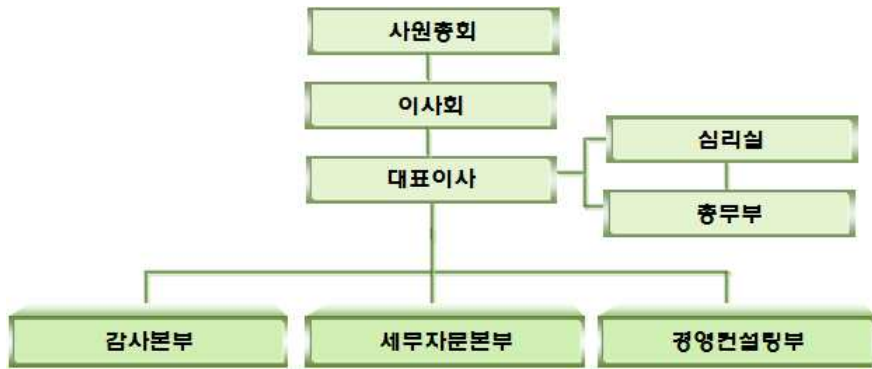 사원총회
이사회
대표이사
심리실
총무부
감사본부
세무자문본부
경영컨설팅부